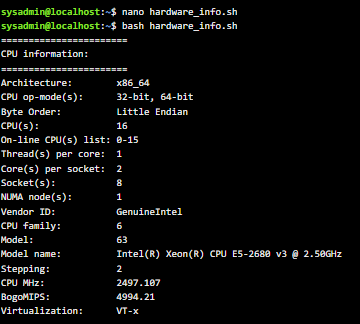 sysadmin@localhost:~$ nano hardware_info.sh
sysadmin@localhost:~$ bash hardware_info.sh
=======================
CPU information:
=======================
Architecture:        x86_64
CPU op-mode(s):      32-bit, 64-bit
Byte Order:          Little Endian
CPU(s):              16
On-line CPU(s) list: 0-15
Thread(s) per core:  1
Core(s) per socket:  2
Socket(s):           8
NUMA node(s):        1
Vendor ID:           GenuineIntel
CPU family:          6
Model:               63
Model name:          Intel(R) Xeon(R) CPU E5-2680 v3 @ 2.50GHz
Stepping:            2
CPU MHz:             2497.107
BogoMIPS:            4994.21
Virtualization:      VT-x